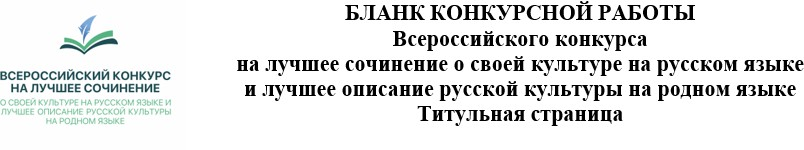 БЛАНК КОНКУРСНОЙ РАБОТЫ
Всероссийского конкурса
на лучшее сочинение о своей культуре на русском языке
и лучшее описание русской культуры на родном языке
Титульная страница
ВСЕРОССИЙСКИЙ КОНКУРС
НА ЛУЧШЕЕ СОЧИНЕНИЕ
О СВОЕЙ КУЛЬТУРЕ НА РУССКОМ ЯЗЫКЕ И
ЛУЧШЕЕ ОПИСАНИЕ РУССКОЙ КУЛЬТУРЫ
НА РОДНОМ ЯЗЫКЕ